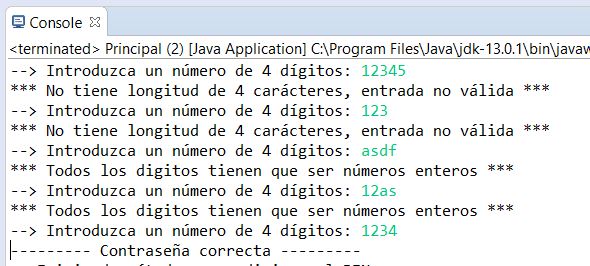 Console
<terminated> Principal (2) [Java Application] C:\Program Files\Java\jdk-13.0.1\bin\javaw
--> Introduzca un número de 4 dígitos: 12345
*** No tiene longitud de 4 carácteres, entrada no válida ***
--> Introduzca un número de 4 dígitos: 123
*** No tiene longitud de 4 carácteres, entrada no válida ***
--> Introduzca un número de 4 dígitos: asdf
*** Todos los digitos tienen que ser números enteros ***
--> Introduzca un número de 4 dígitos: 12as
*** Todos los digitos tienen que ser números enteros ***
--> Introduzca un número de 4 dígitos: 1234
--------- Contraseña correcta ---------